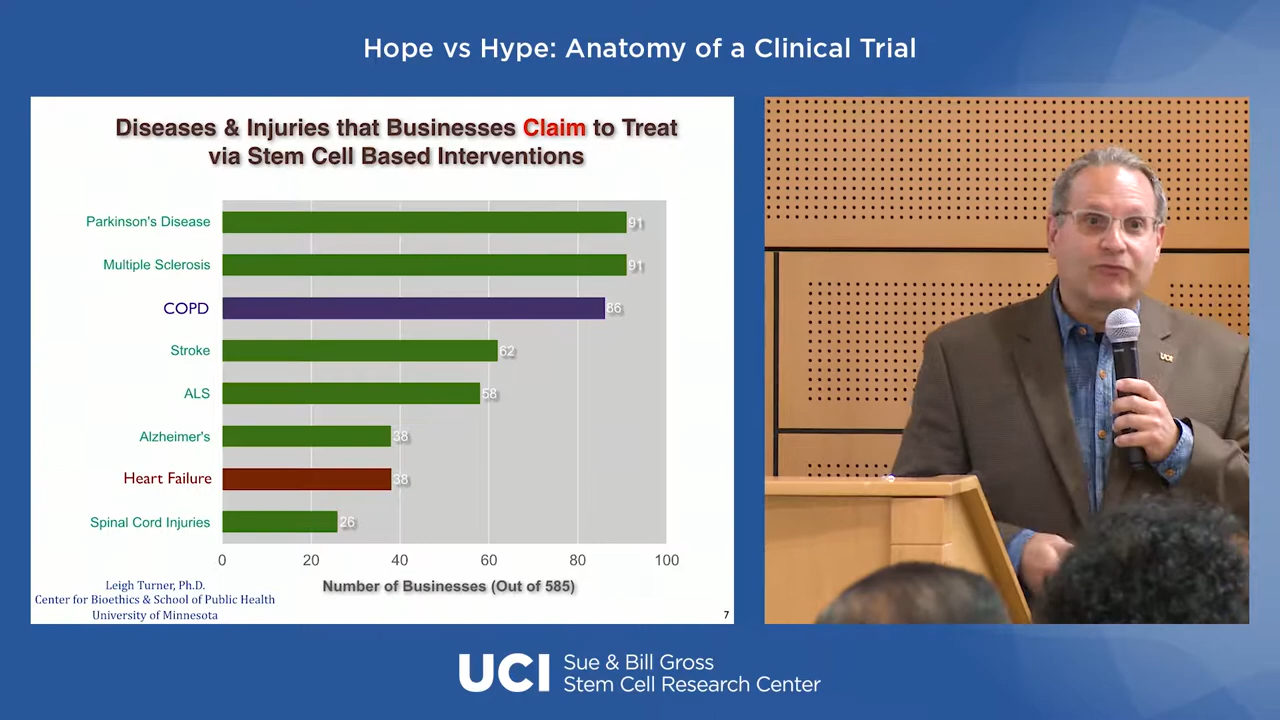 Hope vs Hype: Anatomy of a Clinical Trial
Diseases & Injuries that Businesses Claim to Treat
via Stem Cell Based Interventions
Parkinson's Disease
91
Multiple Sclerosis
91
COPD
86
Stroke
62
ALS
58
Alzheimer's
38
Heart Failure
38
Spinal Cord Injuries
26
0 20 40 60 80 100
Number of Businesses (Out of 585)
Leigh Turner, Ph.D.
Center for Bioethics & School of Public Health
University of Minnesota
7
UCI
UCI
Sue & Bill Gross
Stem Cell Research Center